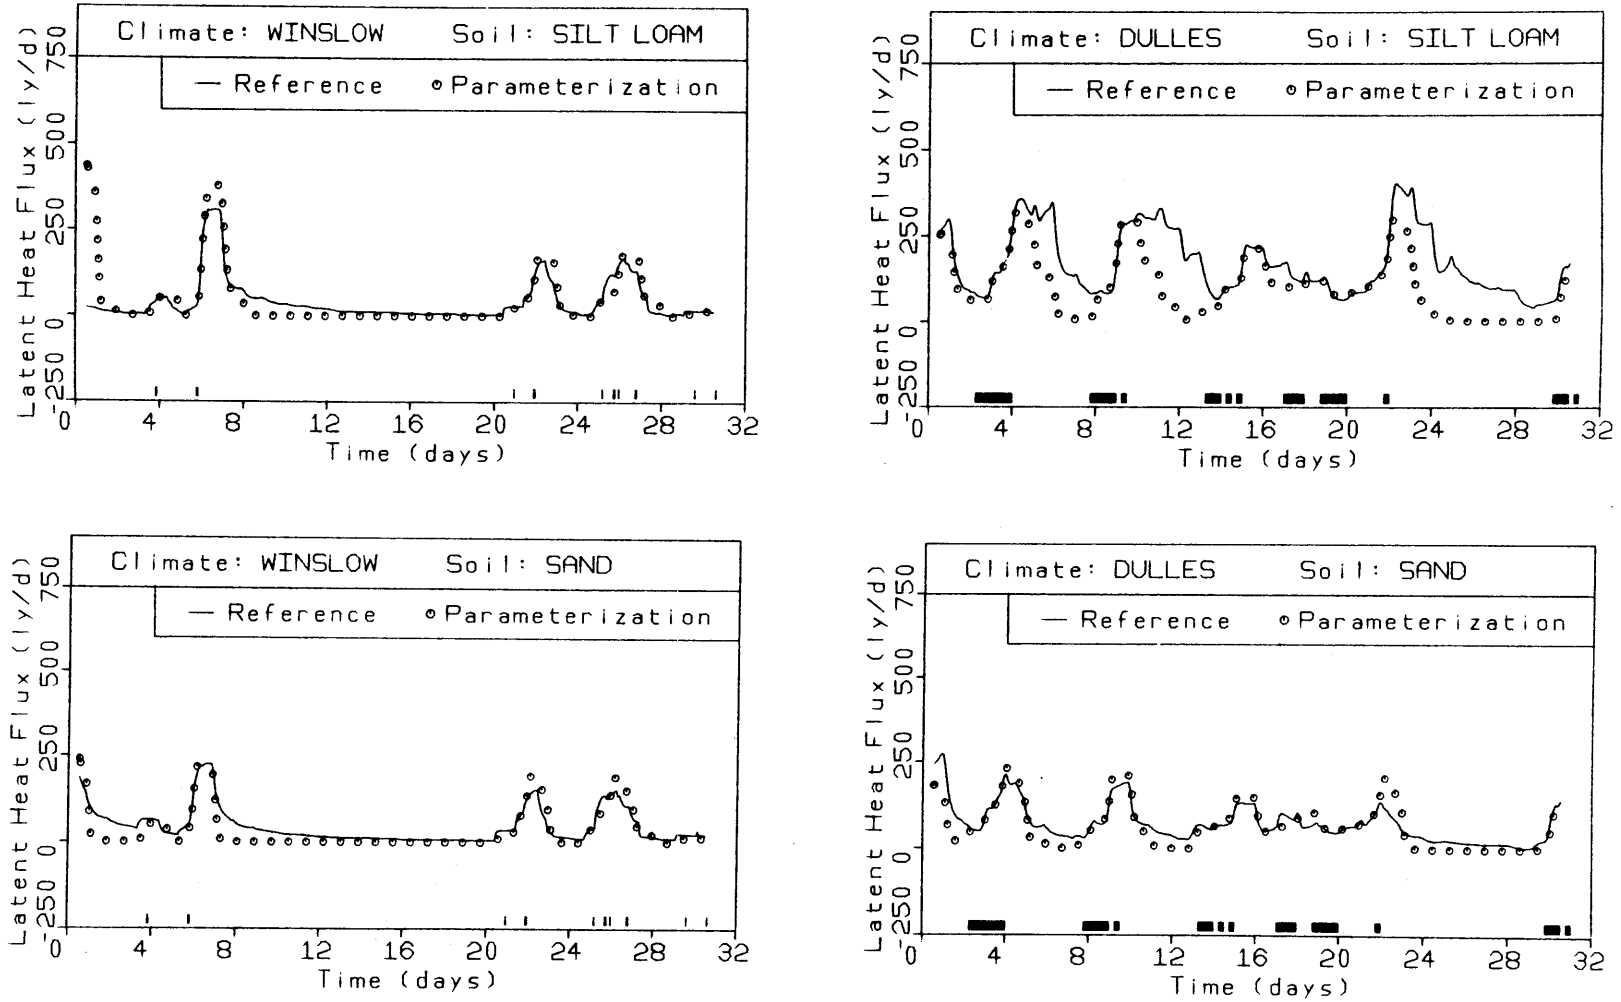 Climate: WINSLOW Soil: SILT LOAM
— Reference ⊙ Parameterization
Latent Heat Flux (ly/d)
750
500
250
0
-250
0 4 8 12 16 20 24 28 32
Time (days)
Climate: DULLES Soil: SILT LOAM
— Reference ⊙ Parameterization
Latent Heat Flux (ly/d)
750
500
250
0
-250
0 4 8 12 16 20 24 28 32
Time (days)
Climate: WINSLOW Soil: SAND
— Reference ⊙ Parameterization
Latent Heat Flux (ly/d)
750
500
250
0
-250
0 4 8 12 16 20 24 28 32
Time (days)
Climate: DULLES Soil: SAND
— Reference ⊙ Parameterization
Latent Heat Flux (ly/d)
750
500
250
0
-250
0 4 8 12 16 20 24 28 32
Time (days)